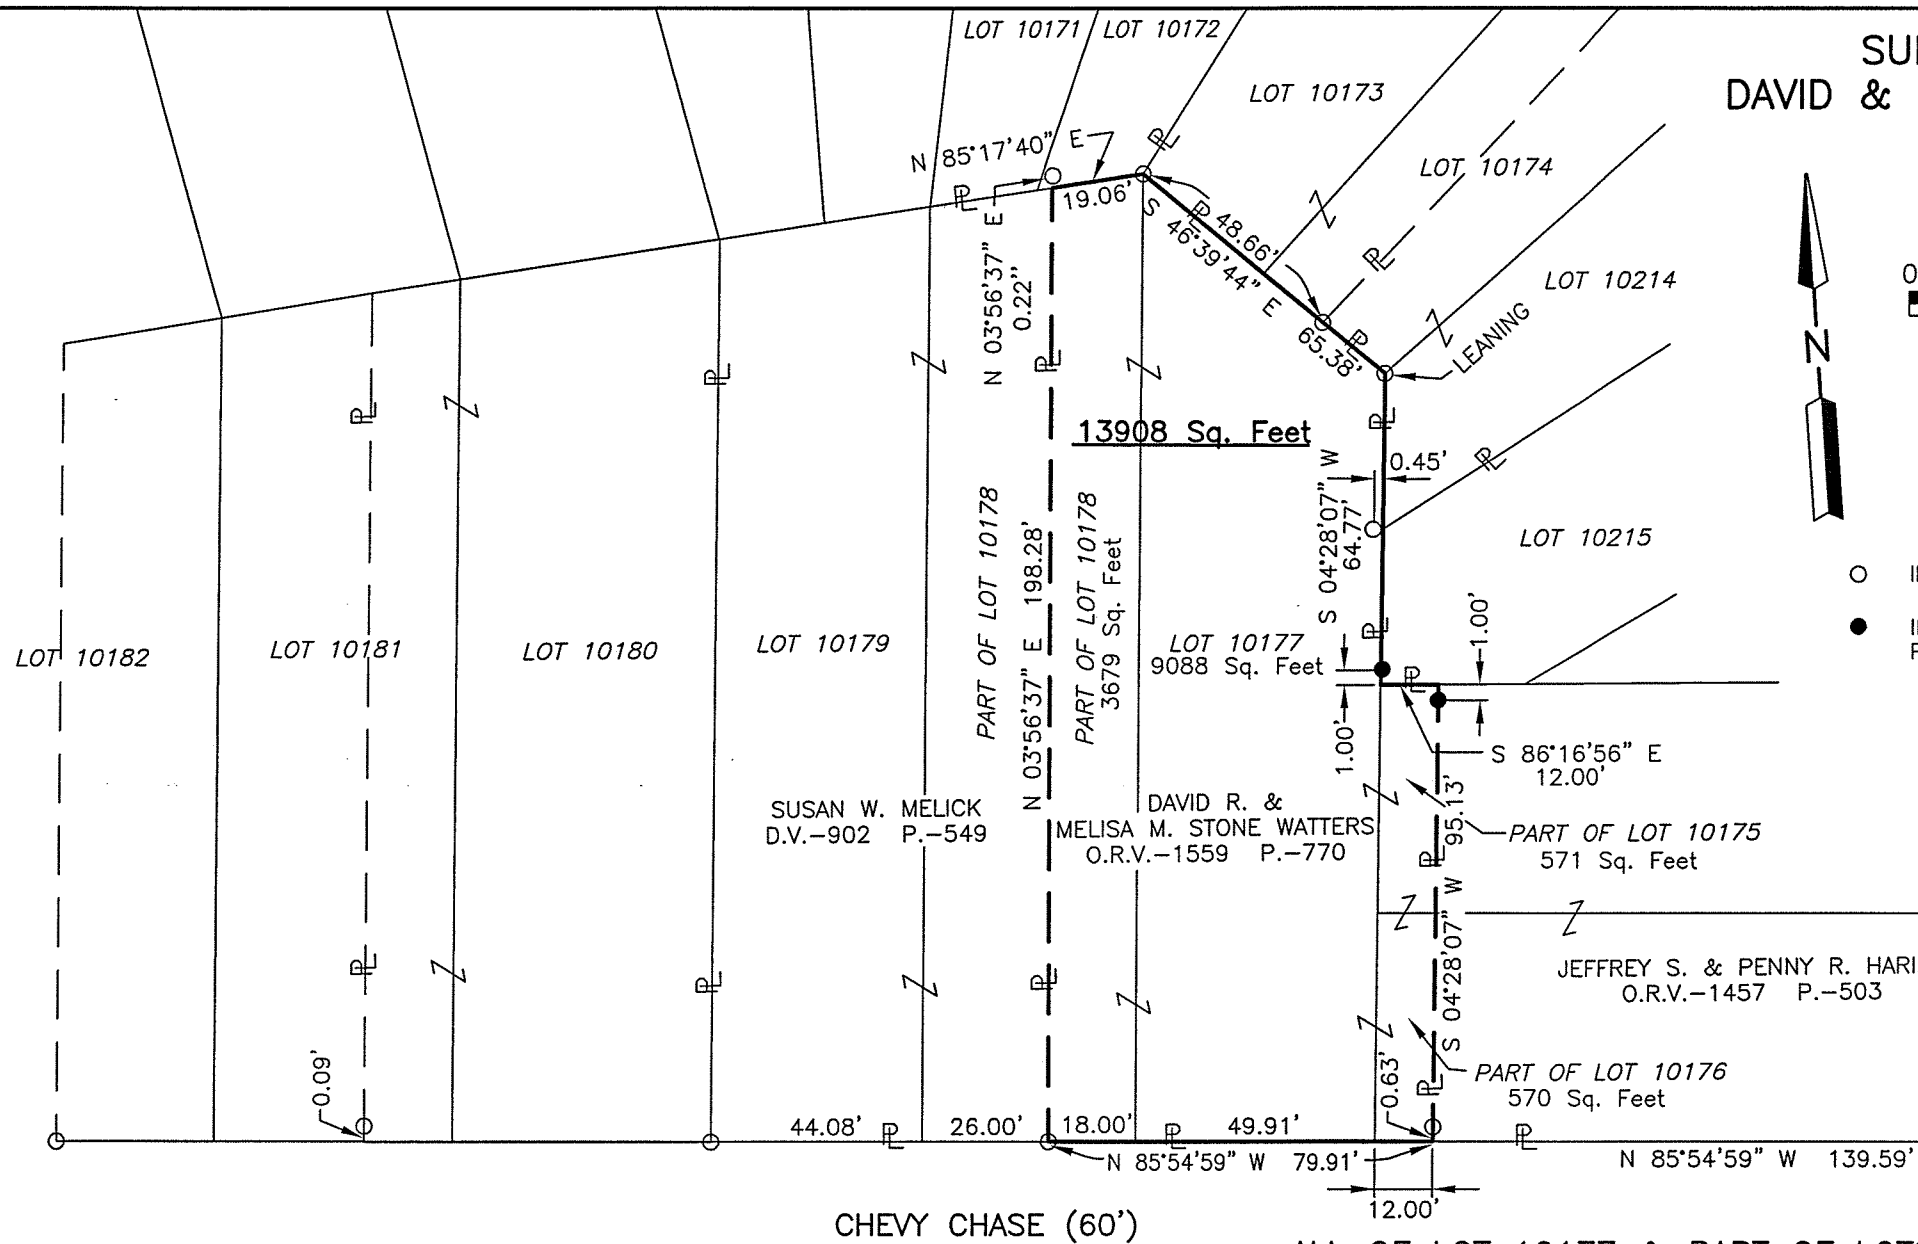 LOT 10171
LOT 10172
SU
DAVID &
LOT 10173
N 85°17'40" E
LOT 10174
19.06'
N 03°56'37" E
0.22"
48.66'
S 46°39'44" E
65.38'
LOT 10214
LEANING
N
0
13908 Sq. Feet
0.45'
S 04°28'07" W
64.77'
LOT 10215
PART OF LOT 10178
N 03°56'37" E 198.28'
PART OF LOT 10178
3679 Sq. Feet
1.00'
LOT 10182
LOT 10181
LOT 10180
LOT 10179
LOT 10177
9088 Sq. Feet
1.00'
S 86°16'56" E
12.00'
SUSAN W. MELICK
D.V.-902 P.-549
DAVID R. &
MELISA M. STONE WATTERS
O.R.V.-1559 P.-770
95.13'
S 04°28'07" W
PART OF LOT 10175
571 Sq. Feet
JEFFREY S. & PENNY R. HARI
O.R.V.-1457 P.-503
0.09'
0.63'
PART OF LOT 10176
570 Sq. Feet
44.08'
26.00'
18.00'
49.91'
N 85°54'59" W 79.91'
N 85°54'59" W 139.59'
12.00'
CHEVY CHASE (60')